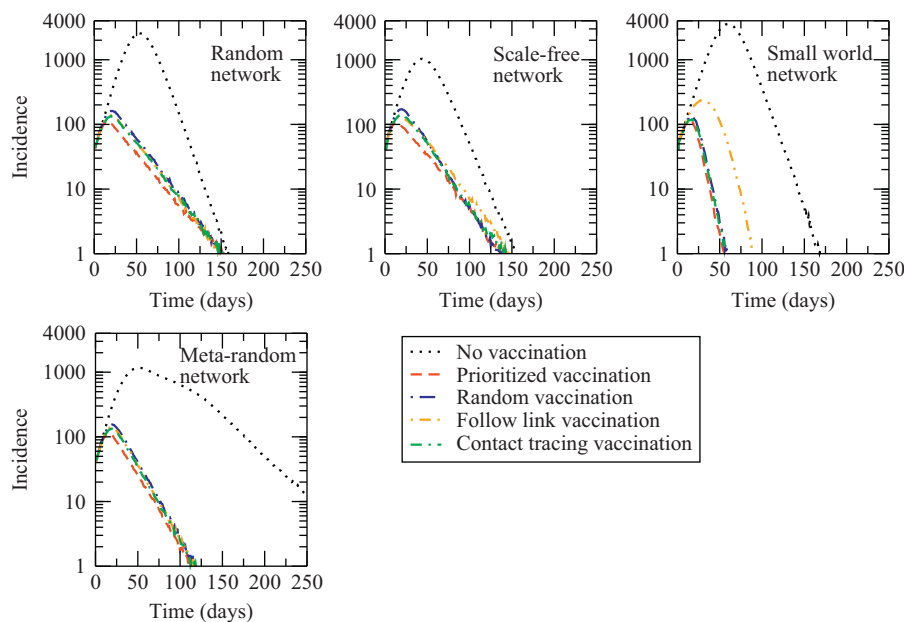 4000
1000
100
10
1
Incidence
Random
network
0 50 100 150 200 250
Time (days)
4000
1000
100
10
1
Scale-free
network
0 50 100 150 200 250
Time (days)
4000
1000
100
10
1
Small world
network
0 50 100 150 200 250
Time (days)
4000
1000
100
10
1
Incidence
Meta-random
network
0 50 100 150 200 250
Time (days)
No vaccination
Prioritized vaccination
Random vaccination
Follow link vaccination
Contact tracing vaccination